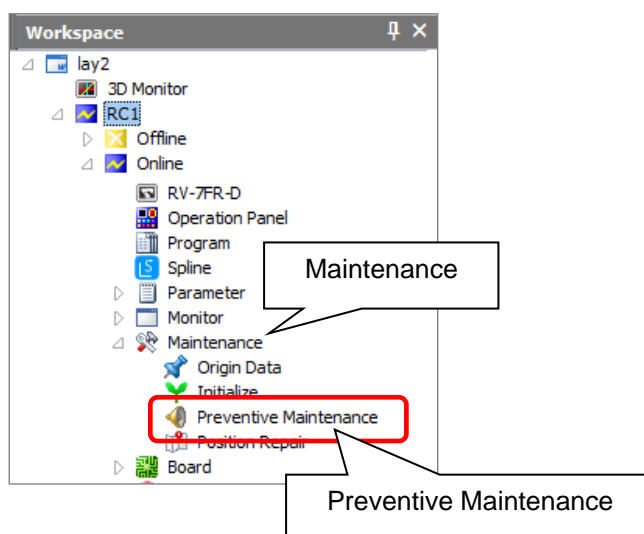 Workspace
lay2
3D Monitor
RC1
Offline
Online
RV-7FR-D
Operation Panel
Program
Spline
Parameter
Monitor
Maintenance
Origin Data
Initialize
Preventive Maintenance
Position Repair
Board
Maintenance
Preventive Maintenance